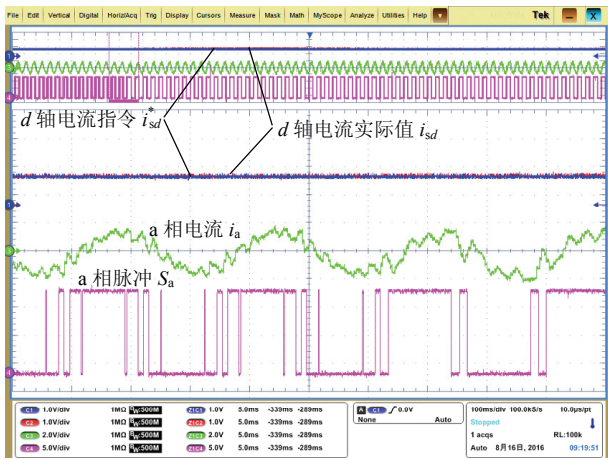 File Edit Vertical Digital Horiz/Acq Trig Display Cursors Measure Mask Math MyScope Analyze Utilities Help Tek X
1
4
d 轴电流指令 i*sd
d 轴电流实际值 isd
1
a 相电流 ia
a 相脉冲 Sa
4
C1 1.0V/div 1MΩ BW:500M Z1C1 1.0V 5.0ms -339ms -289ms A C1 0.0V 100ms/div 100.0kS/s 10.0µs/pt
C2 1.0V/div 1MΩ BW:500M Z1C2 1.0V 5.0ms -339ms -289ms None Auto Stopped
C3 2.0V/div 1MΩ BW:500M Z1C3 2.0V 5.0ms -339ms -289ms 1 acqs RL:100k
C4 5.0V/div 1MΩ BW:500M Z1C4 5.0V 5.0ms -339ms -289ms Auto 8月16日, 2016 09:19:51